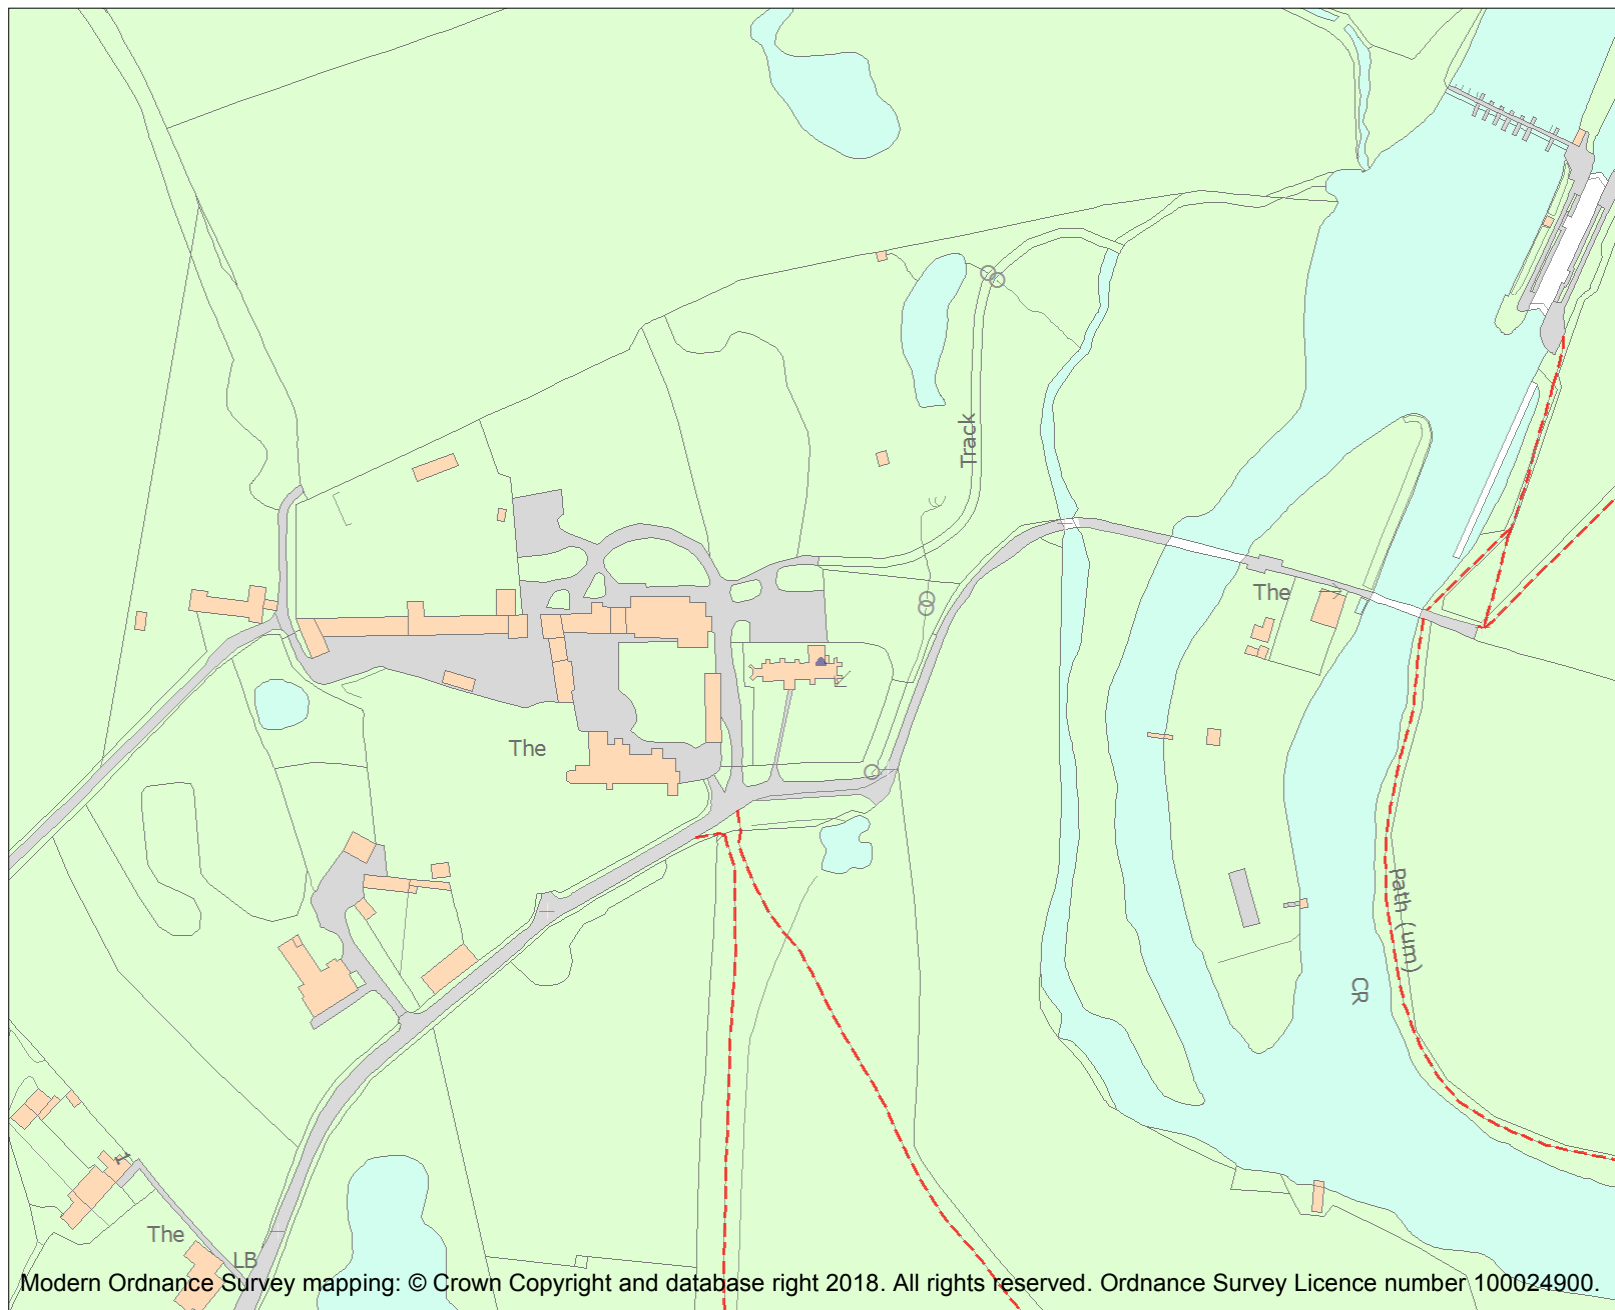 Track
The
The
Path (um)
CR
1
The
LB
Modern Ordnance Survey mapping: © Crown Copyright and database right 2018. All rights reserved. Ordnance Survey Licence number 100024900.